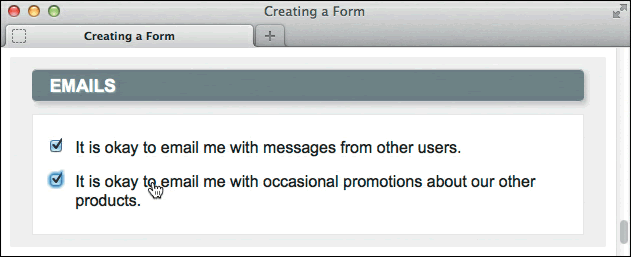 Creating a Form
Creating a Form
EMAILS
It is okay to email me with messages from other users.
It is okay to email me with occasional promotions about our other
products.